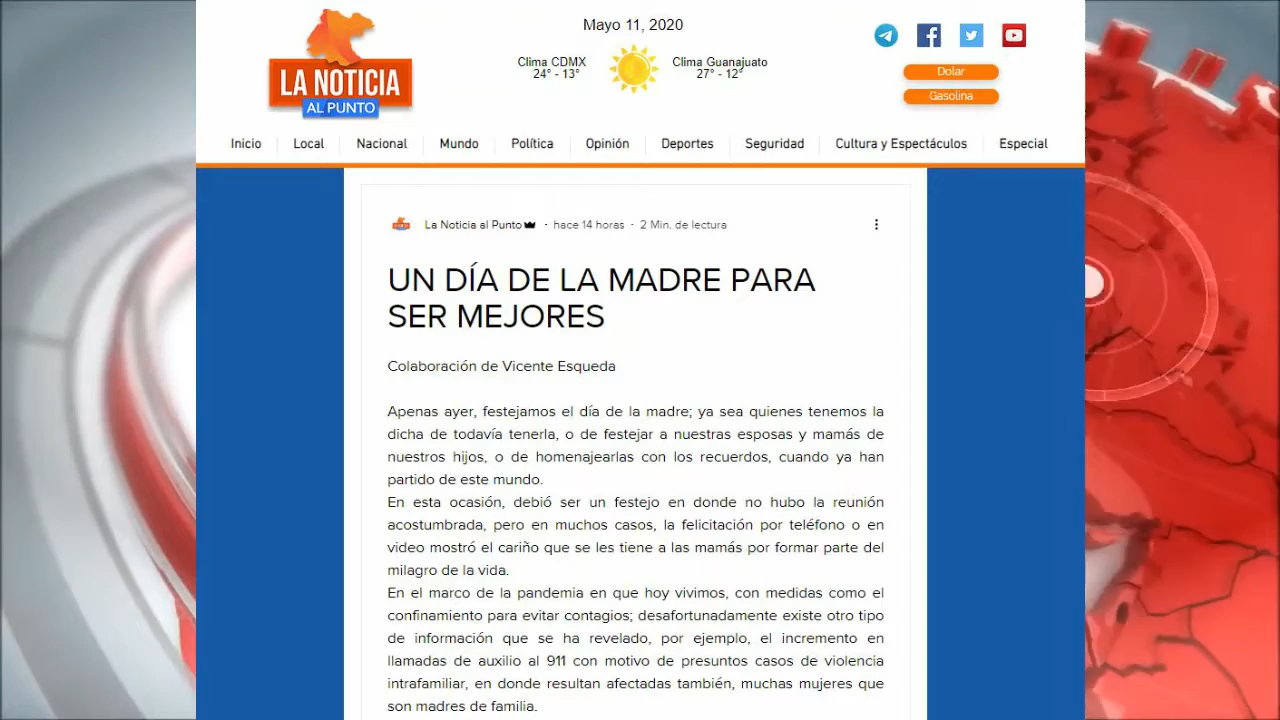 LA NOTICIA
AL PUNTO
Mayo 11, 2020
Clima CDMX
24° - 13°
Clima Guanajuato
27° - 12°
Dolar
Gasolina
Inicio
Local
Nacional
Mundo
Política
Opinión
Deportes
Seguridad
Cultura y Espectáculos
Especial
La Noticia al Punto · hace 14 horas · 2 Min. de lectura
UN DÍA DE LA MADRE PARA
SER MEJORES
Colaboración de Vicente Esqueda
Apenas ayer, festejamos el día de la madre; ya sea quienes tenemos la
dicha de todavía tenerla, o de festejar a nuestras esposas y mamás de
nuestros hijos, o de homenajearlas con los recuerdos, cuando ya han
partido de este mundo.
En esta ocasión, debió ser un festejo en donde no hubo la reunión
acostumbrada, pero en muchos casos, la felicitación por teléfono o en
video mostró el cariño que se les tiene a las mamás por formar parte del
milagro de la vida.
En el marco de la pandemia en que hoy vivimos, con medidas como el
confinamiento para evitar contagios; desafortunadamente existe otro tipo
de información que se ha revelado, por ejemplo, el incremento en
llamadas de auxilio al 911 con motivo de presuntos casos de violencia
intrafamiliar, en donde resultan afectadas también, muchas mujeres que
son madres de familia.